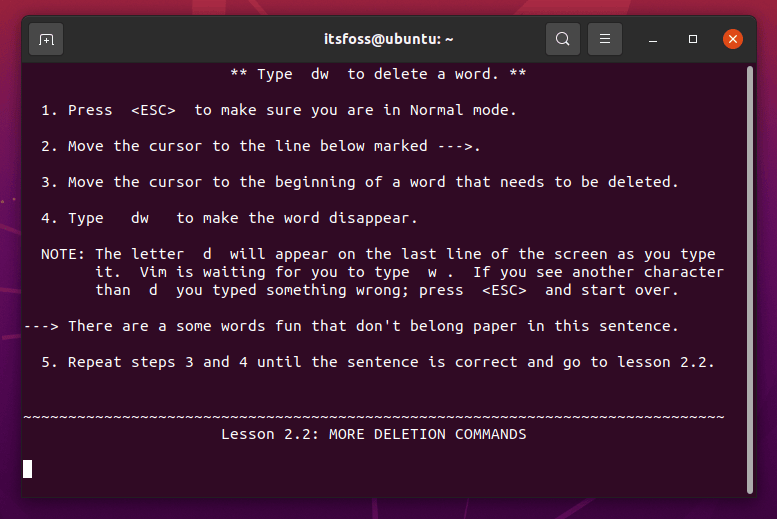 itsfoss@ubuntu: ~
** Type  dw  to delete a word. **
1. Press  <ESC>  to make sure you are in Normal mode.
2. Move the cursor to the line below marked --->.
3. Move the cursor to the beginning of a word that needs to be deleted.
4. Type   dw   to make the word disappear.
NOTE: The letter  d  will appear on the last line of the screen as you type
it.  Vim is waiting for you to type  w .  If you see another character
than  d  you typed something wrong; press  <ESC>  and start over.
---> There are a some words fun that don't belong paper in this sentence.
5. Repeat steps 3 and 4 until the sentence is correct and go to lesson 2.2.
~~~~~~~~~~~~~~~~~~~~~~~~~~~~~~~~~~~~~~~~~~~~~~~~~~~~~~~~~~~~~~~~~~~~~~~~~~~~~~
Lesson 2.2: MORE DELETION COMMANDS